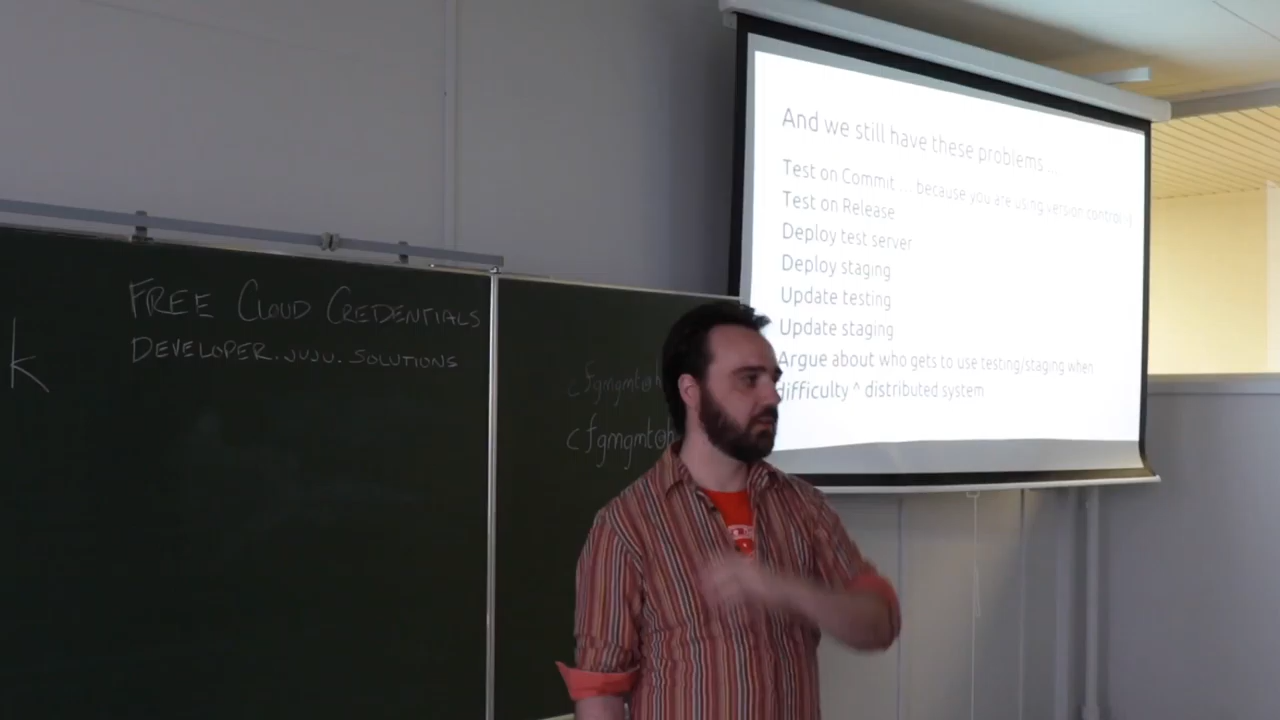 FREE CLOUD CREDENTIALS
DEVELOPER.JUJU.SOLUTIONS
k
cfgmgmt@h
cfgmgmt@h
And we still have these problems ...
Test on Commit ... because you are using version control :-)
Test on Release
Deploy test server
Deploy staging
Update testing
Update staging
Argue about who gets to use testing/staging when
difficulty ^ distributed system